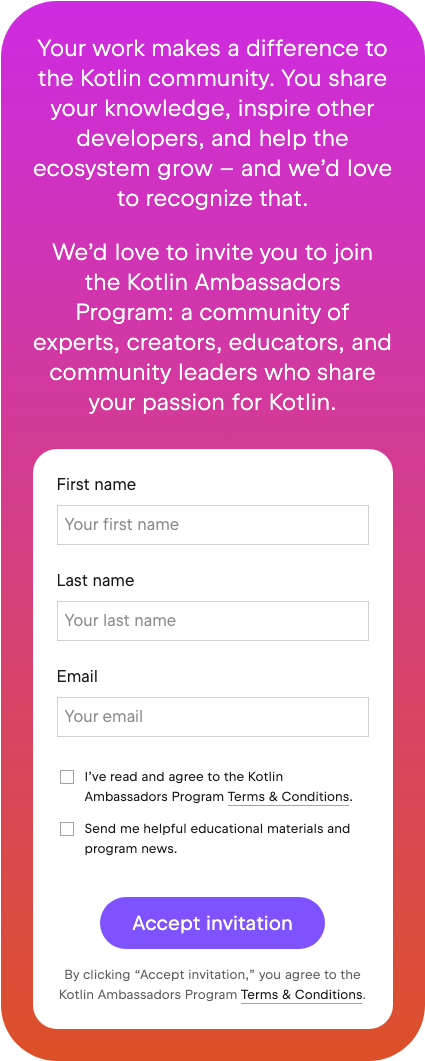 Your work makes a difference to
the Kotlin community. You share
your knowledge, inspire other
developers, and help the
ecosystem grow – and we’d love
to recognize that.
We’d love to invite you to join
the Kotlin Ambassadors
Program: a community of
experts, creators, educators, and
community leaders who share
your passion for Kotlin.
First name
Your first name
Last name
Your last name
Email
Your email
I’ve read and agree to the Kotlin
Ambassadors Program Terms & Conditions.
Send me helpful educational materials and
program news.
Accept invitation
By clicking “Accept invitation,” you agree to the
Kotlin Ambassadors Program Terms & Conditions.